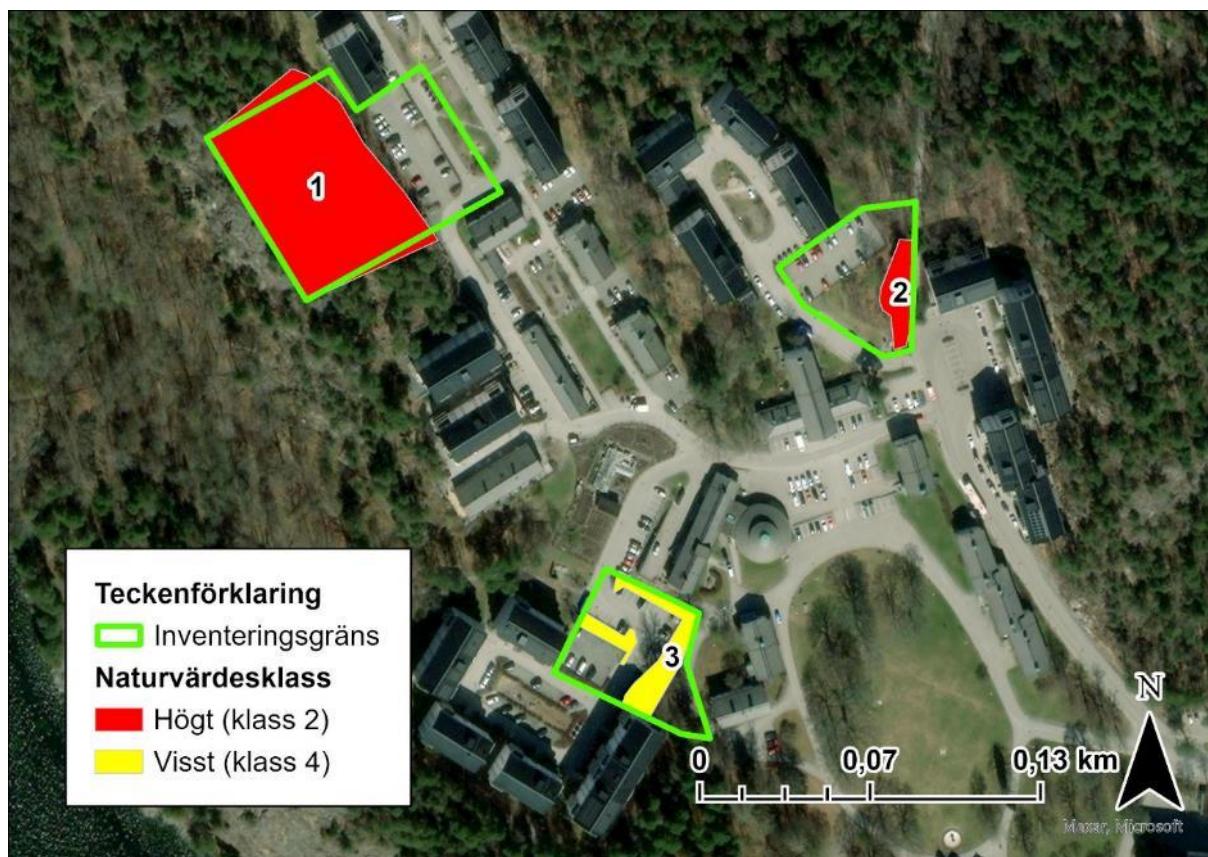 1
2
3
Teckenförklaring
Inventeringsgräns
Naturvärdesklass
Högt (klass 2)
Visst (klass 4)
N
0 0,07 0,13 km
Maxar, Microsoft